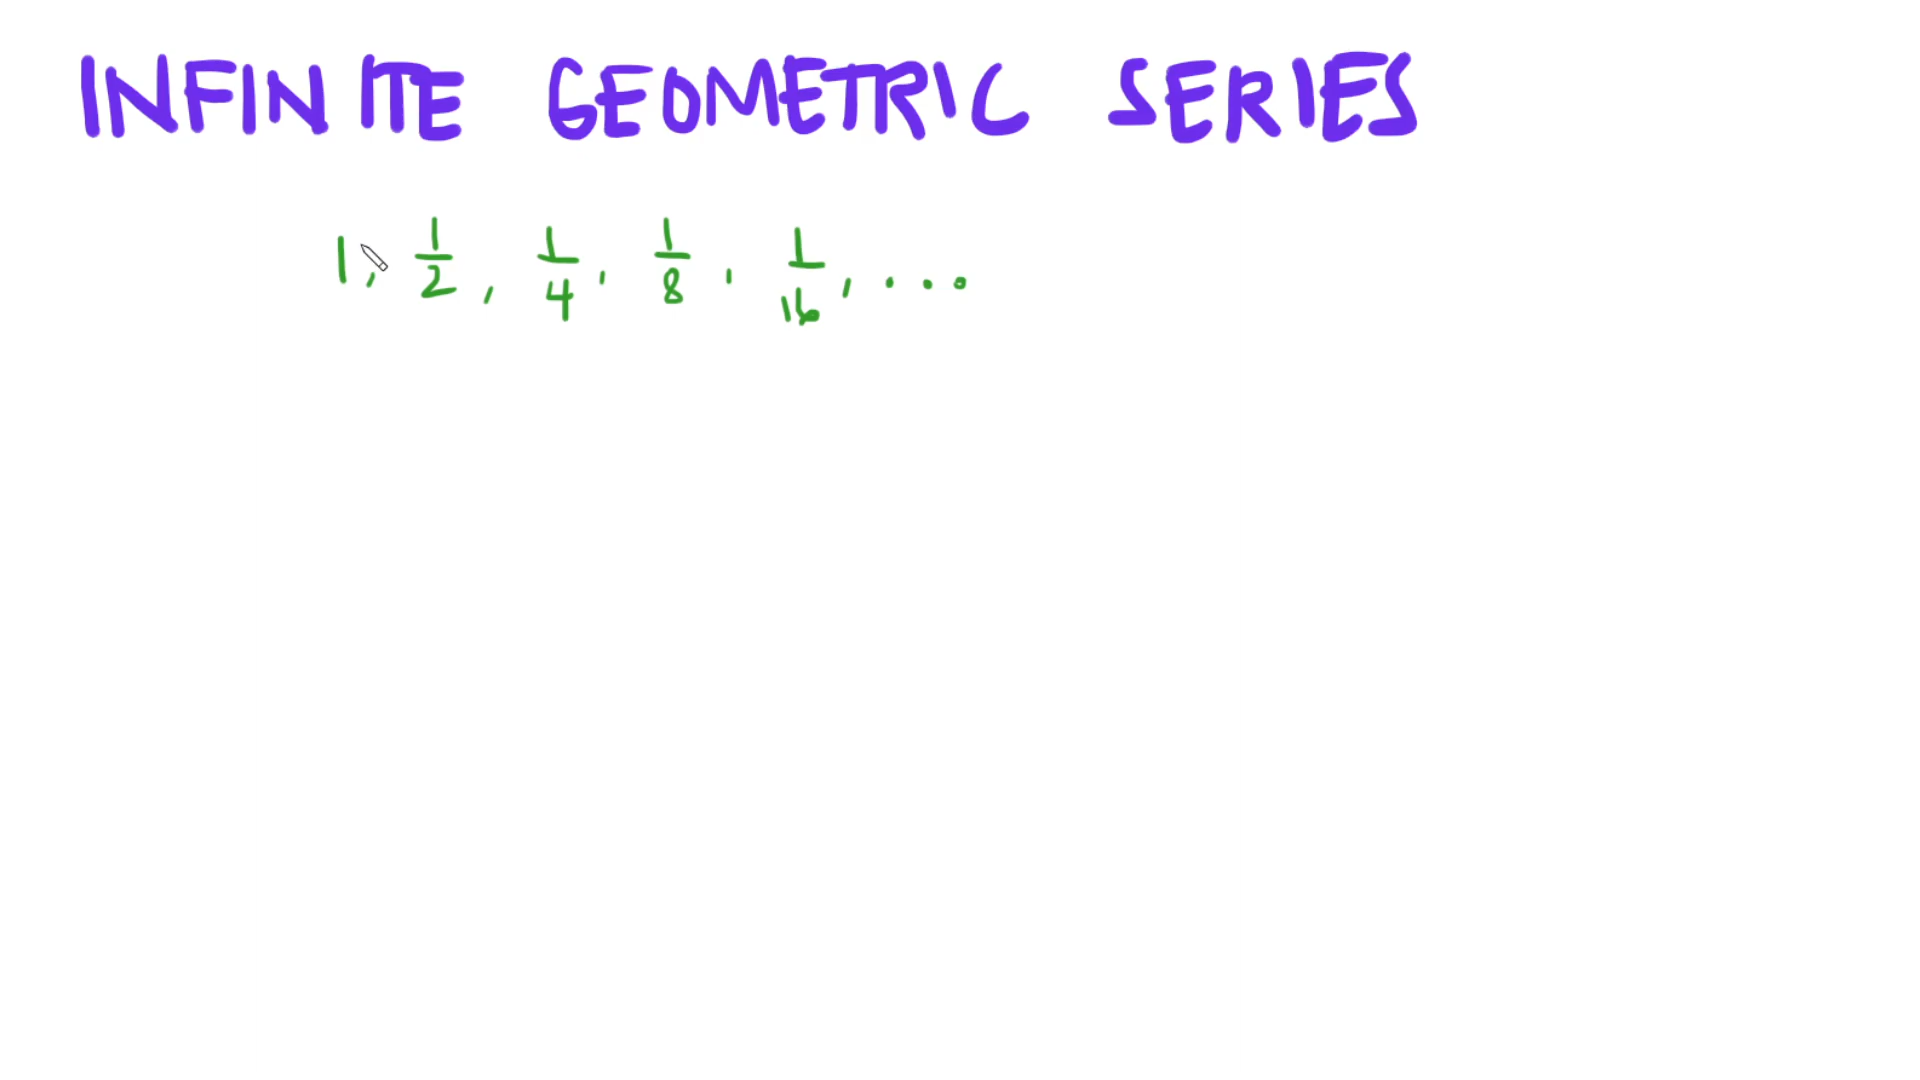 INFINITE GEOMETRIC SERIES
1, 1/2, 1/4, 1/8, 1/16, ...